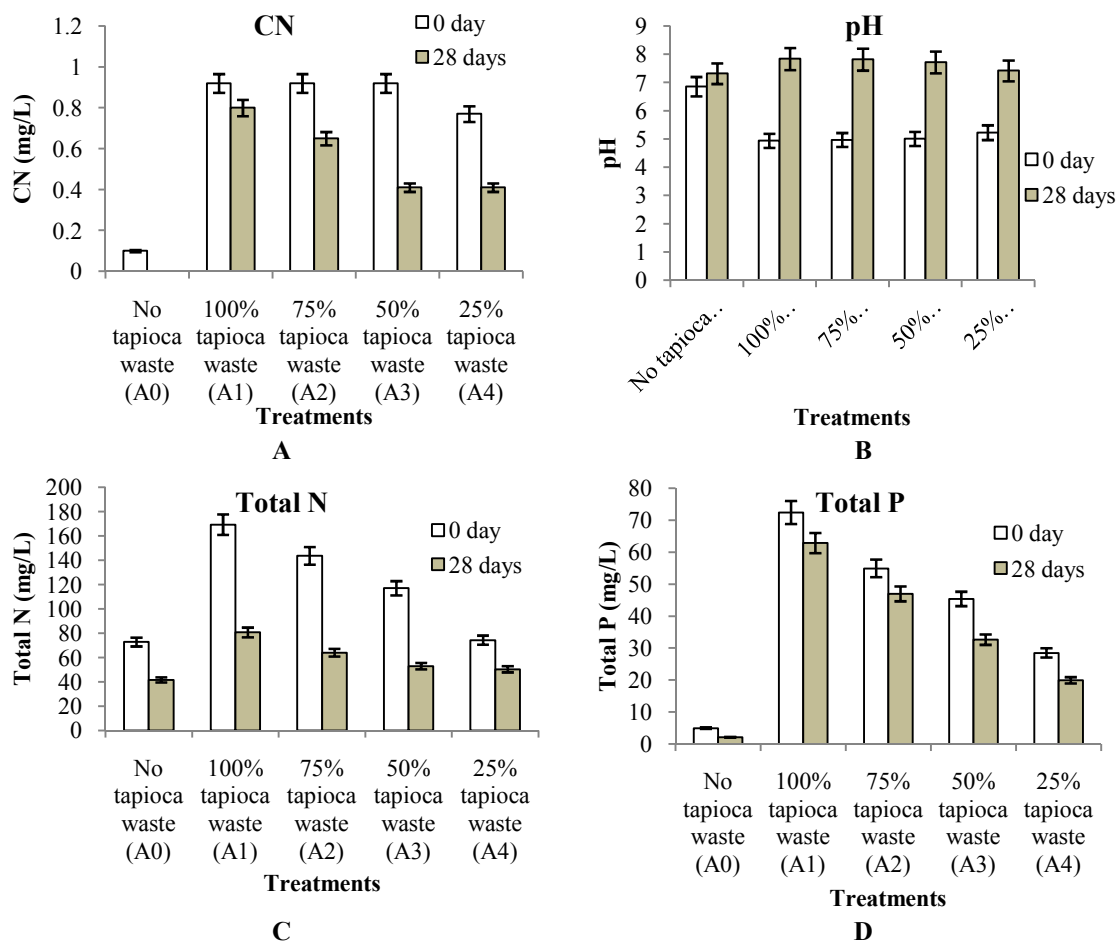 CN
1.2
1
0.8
0.6
0.4
0.2
0
CN (mg/L)
0 day
28 days
No tapioca waste (A0)
100% tapioca waste (A1)
75% tapioca waste (A2)
50% tapioca waste (A3)
25% tapioca waste (A4)
Treatments
A
pH
9
8
7
6
5
4
3
2
1
0
pH
0 day
28 days
No tapioca..
100%..
75%..
50%..
25%..
Treatments
B
Total N
200
180
160
140
120
100
80
60
40
20
0
Total N (mg/L)
0 day
28 days
No tapioca waste (A0)
100% tapioca waste (A1)
75% tapioca waste (A2)
50% tapioca waste (A3)
25% tapioca waste (A4)
Treatments
C
Total P
80
70
60
50
40
30
20
10
0
Total P (mg/L)
0 day
28 days
No tapioca waste (A0)
100% tapioca waste (A1)
75% tapioca waste (A2)
50% tapioca waste (A3)
25% tapioca waste (A4)
Treatments
D